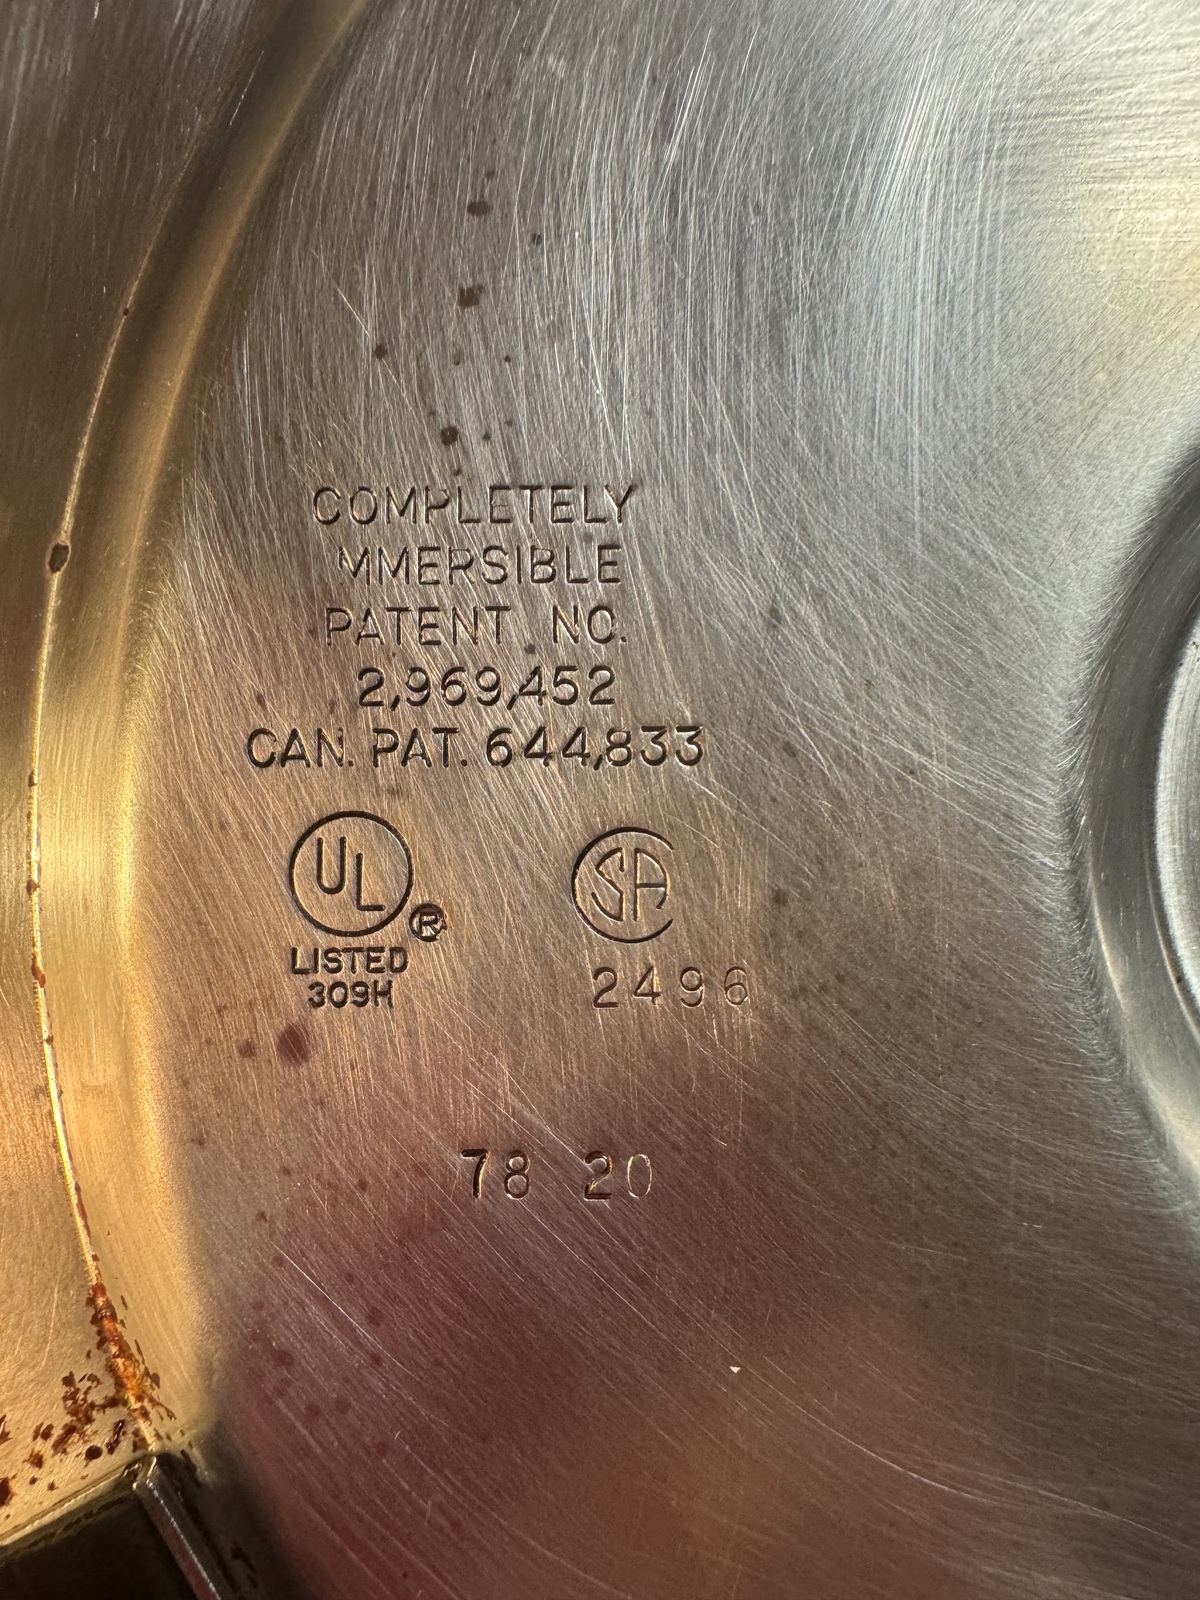 COMPLETELY
MMERSIBLE
PATENT NO.
2,969,452
CAN. PAT. 644,833
UL ®
LISTED
309H
SA
2496
78 20